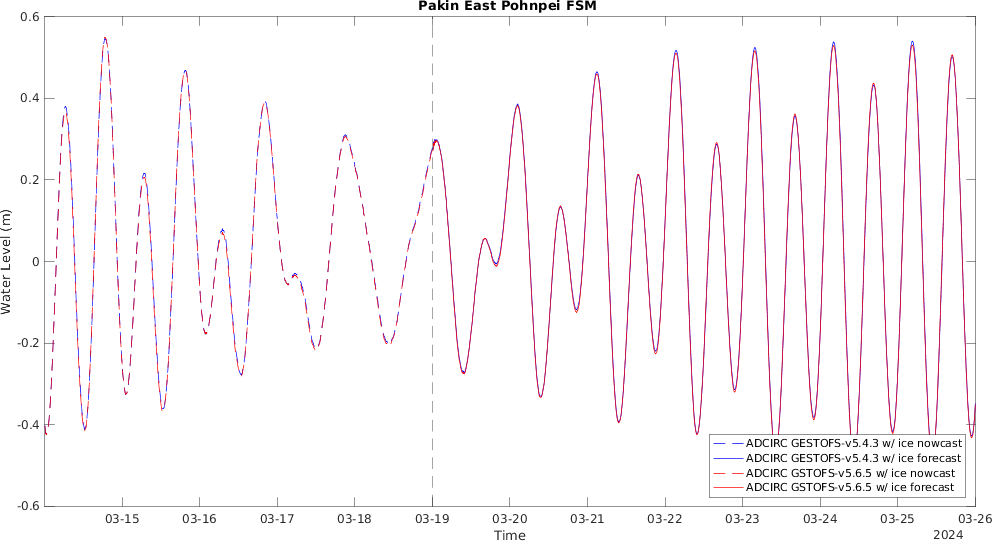 Pakin East Pohnpei FSM
0.6
0.4
0.2
0
-0.2
-0.4
-0.6
Water Level (m)
ADCIRC GESTOFS-v5.4.3 w/ ice nowcast
ADCIRC GESTOFS-v5.4.3 w/ ice forecast
ADCIRC GSTOFS-v5.6.5 w/ ice nowcast
ADCIRC GSTOFS-v5.6.5 w/ ice forecast
03-15 03-16 03-17 03-18 03-19 03-20 03-21 03-22 03-23 03-24 03-25 03-26
Time
2024